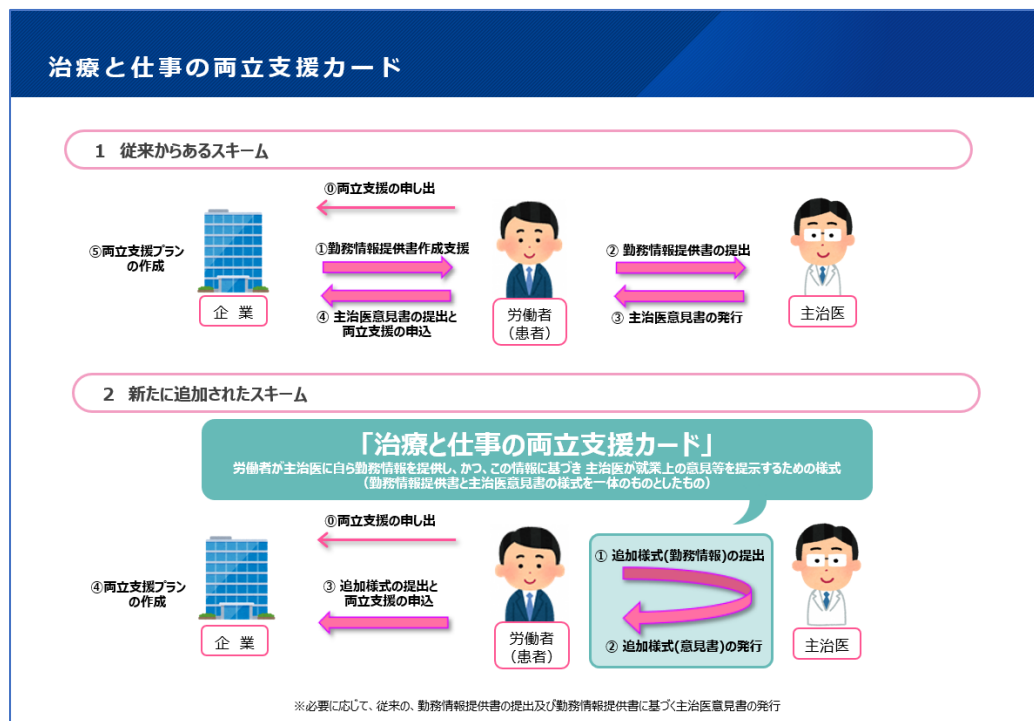 治療と仕事の両立支援カード
1 従来からあるスキーム
⓪両立支援の申し出
⑤両立支援プラン
の作成
①勤務情報提供書作成支援
② 勤務情報提供書の提出
企 業
④ 主治医意見書の提出と
両立支援の申込
労働者
(患者)
③ 主治医意見書の発行
主治医
2 新たに追加されたスキーム
「治療と仕事の両立支援カード」
労働者が主治医に自ら勤務情報を提供し、かつ、この情報に基づき 主治医が就業上の意見等を提示するための様式
(勤務情報提供書と主治医意見書の様式を一体のものとしたもの)
⓪両立支援の申し出
④両立支援プラン
の作成
③ 追加様式の提出と
両立支援の申込
① 追加様式(勤務情報)の提出
企 業
労働者
(患者)
② 追加様式(意見書)の発行
主治医
※必要に応じて、従来の、勤務情報提供書の提出及び勤務情報提供書に基づく主治医意見書の発行